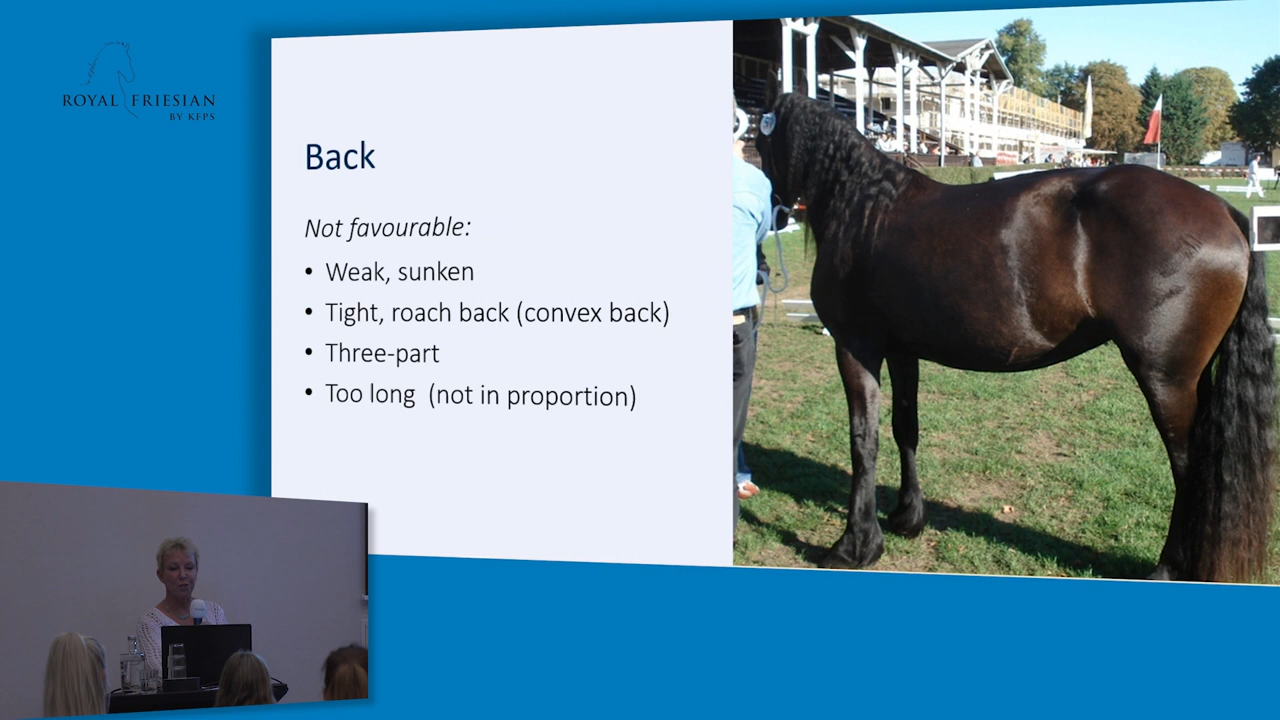 ROYAL FRIESIAN
BY KFPS
Back
Not favourable:
• Weak, sunken
• Tight, roach back (convex back)
• Three-part
• Too long (not in proportion)